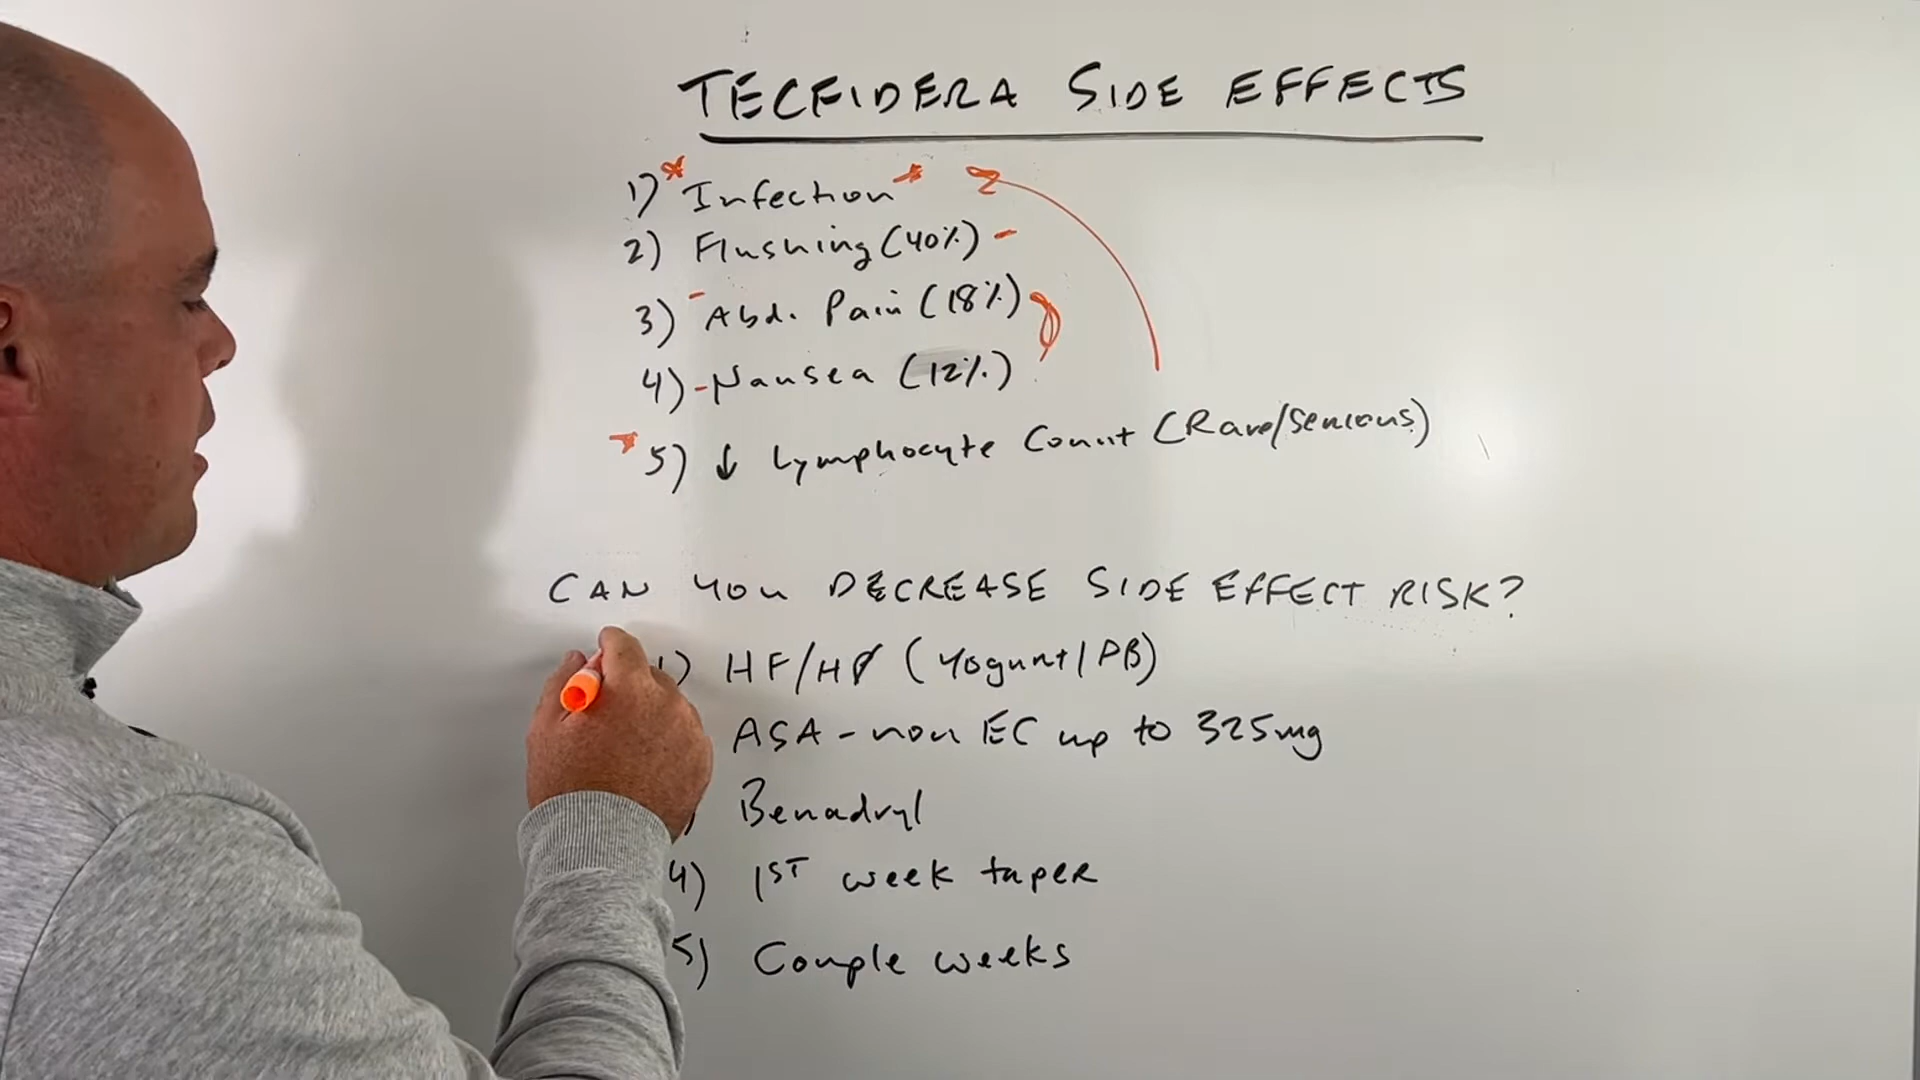 TECFIDERA SIDE EFFECTS
1) Infection
2) Flushing (40%)
3) Abd. Pain (18%)
4) Nausea (12%)
5) ↓ Lymphocyte Count (Rare/Serious)
CAN YOU DECREASE SIDE EFFECT RISK?
1) HF/HP (Yogurt/PB)
ASA - non EC up to 325mg
) Benadryl
4) 1ST week taper
5) Couple weeks